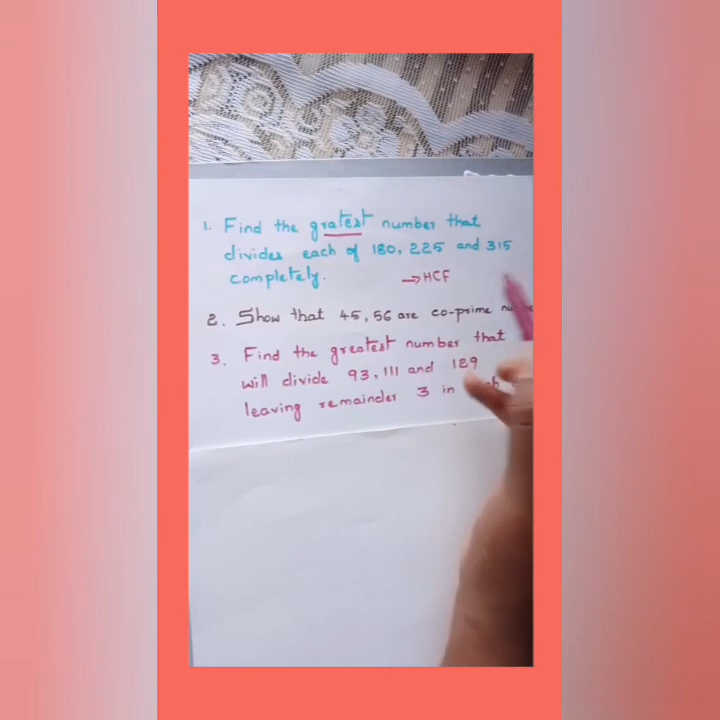 1. Find the gratest number that
divides each of 180, 225 and 315
completely.
→ HCF
2. Show that 45, 56 are co-prime
3. Find the greatest number that
will divide 93, 111 and 129
leaving remainder 3 in